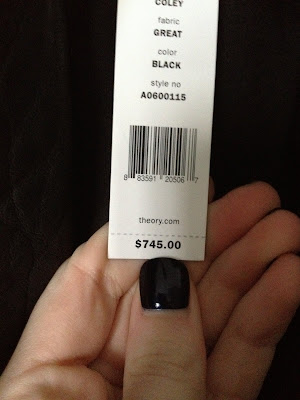 COLEY
fabric
GREAT
color
BLACK
style no
A0600115
8 83591 20506 7
theory.com
$745.00